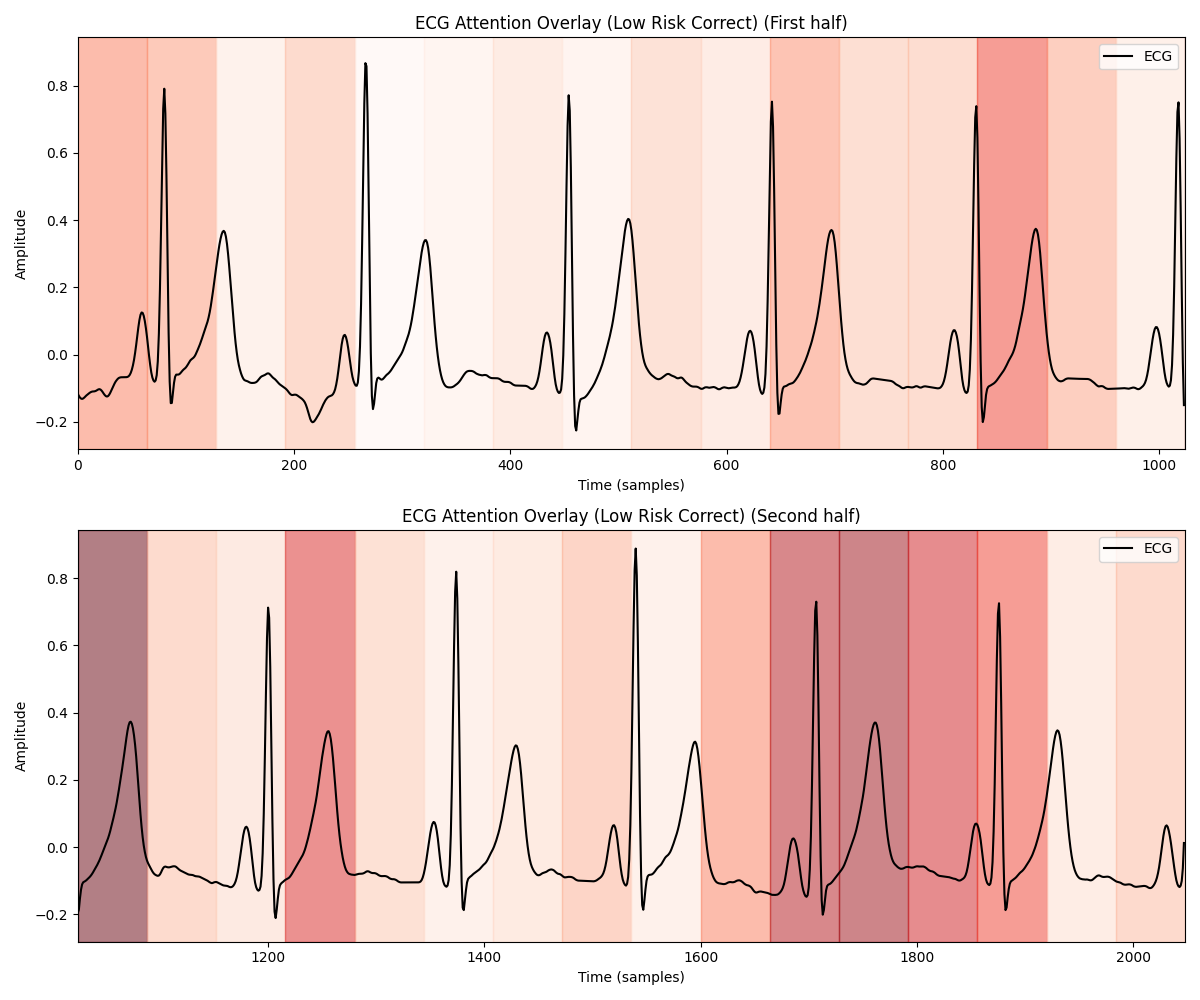 ECG Attention Overlay (Low Risk Correct) (First half)
ECG
Amplitude
0.8
0.6
0.4
0.2
0.0
−0.2
0 200 400 600 800 1000
Time (samples)
ECG Attention Overlay (Low Risk Correct) (Second half)
ECG
Amplitude
0.8
0.6
0.4
0.2
0.0
−0.2
1200 1400 1600 1800 2000
Time (samples)